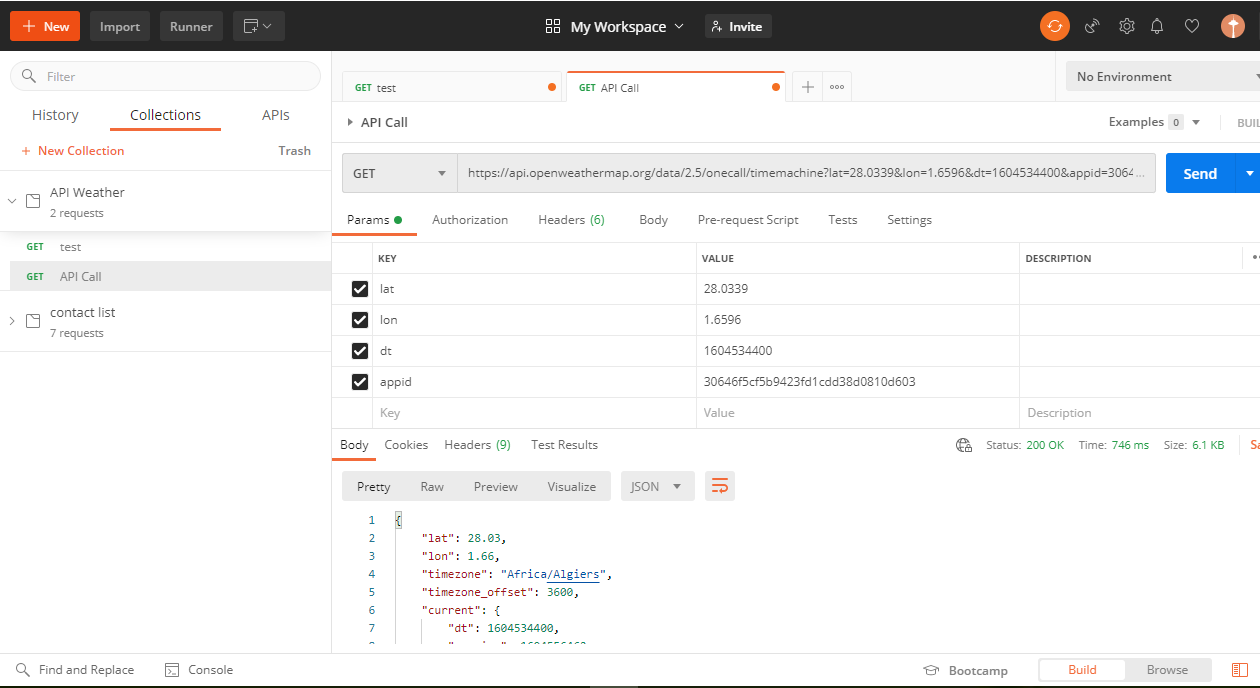 New Import Runner My Workspace Invite
Filter
GET test GET API Call No Environment
History Collections APIs
API Call Examples 0 BUIL
New Collection Trash
GET https://api.openweathermap.org/data/2.5/onecall/timemachine?lat=28.0339&lon=1.6596&dt=1604534400&appid=3064... Send
API Weather
2 requests
GET test
GET API Call
contact list
7 requests
Params Authorization Headers (6) Body Pre-request Script Tests Settings
KEY VALUE DESCRIPTION
lat 28.0339
lon 1.6596
dt 1604534400
appid 30646f5cf5b9423fd1cdd38d0810d603
Key Value Description
Body Cookies Headers (9) Test Results Status: 200 OK Time: 746 ms Size: 6.1 KB Sa
Pretty Raw Preview Visualize JSON
1 {
2 "lat": 28.03,
3 "lon": 1.66,
4 "timezone": "Africa/Algiers",
5 "timezone_offset": 3600,
6 "current": {
7 "dt": 1604534400,
Find and Replace Console Bootcamp Build Browse